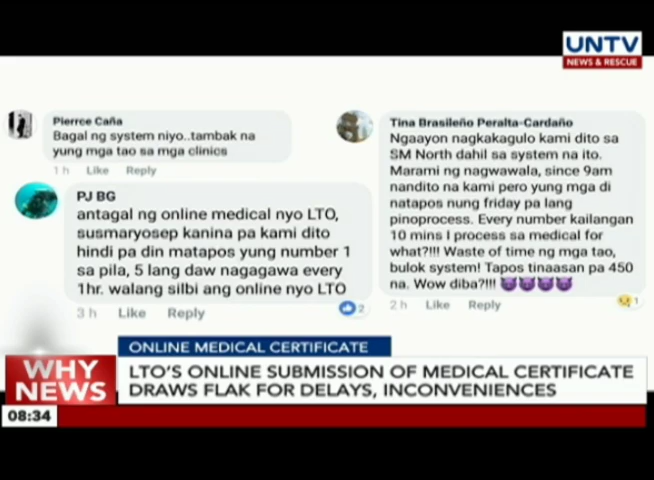 UNTV
NEWS & RESCUE
Pierrce Caña
Bagal ng system niyo..tambak na
yung mga tao sa mga clinics
1 h Like Reply
PJ BG
antagal ng online medical nyo LTO,
susmaryosep kanina pa kami dito
hindi pa din matapos yung number 1
sa pila, 5 lang daw nagagawa every
1hr. walang silbi ang online nyo LTO
3 h Like Reply
2
Tina Brasileño Peralta-Cardaño
Ngaayon nagkakagulo kami dito sa
SM North dahil sa system na ito.
Marami ng nagwawala, since 9am
nandito na kami pero yung mga di
natapos nung friday pa lang
pinoprocess. Every number kailangan
10 mins I process sa medical for
what?!!! Waste of time ng mga tao,
bulok system! Tapos tinaasan pa 450
na. Wow diba?!!! 😈😈😈😈
2 h Like Reply
1
ONLINE MEDICAL CERTIFICATE
WHY
NEWS
LTO'S ONLINE SUBMISSION OF MEDICAL CERTIFICATE
DRAWS FLAK FOR DELAYS, INCONVENIENCES
08:34